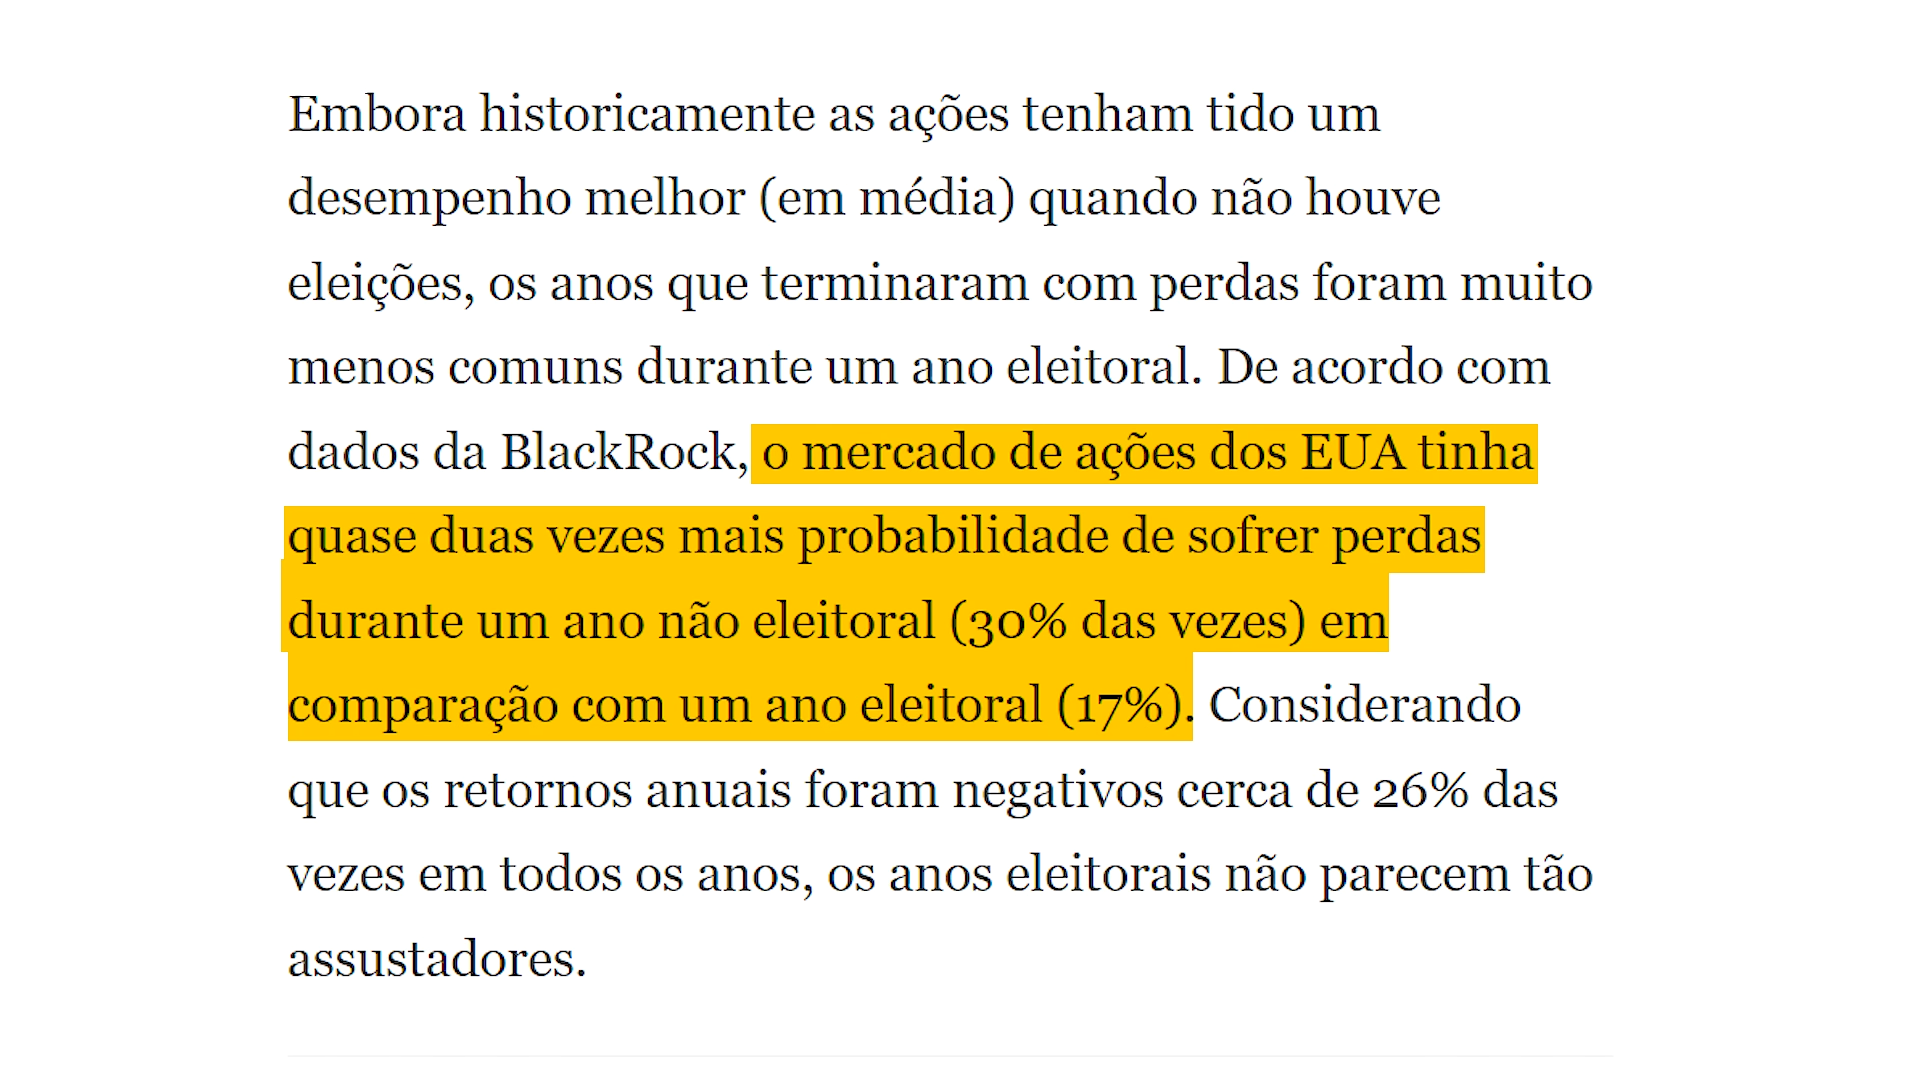 Embora historicamente as ações tenham tido um
desempenho melhor (em média) quando não houve
eleições, os anos que terminaram com perdas foram muito
menos comuns durante um ano eleitoral. De acordo com
dados da BlackRock, o mercado de ações dos EUA tinha
quase duas vezes mais probabilidade de sofrer perdas
durante um ano não eleitoral (30% das vezes) em
comparação com um ano eleitoral (17%). Considerando
que os retornos anuais foram negativos cerca de 26% das
vezes em todos os anos, os anos eleitorais não parecem tão
assustadores.